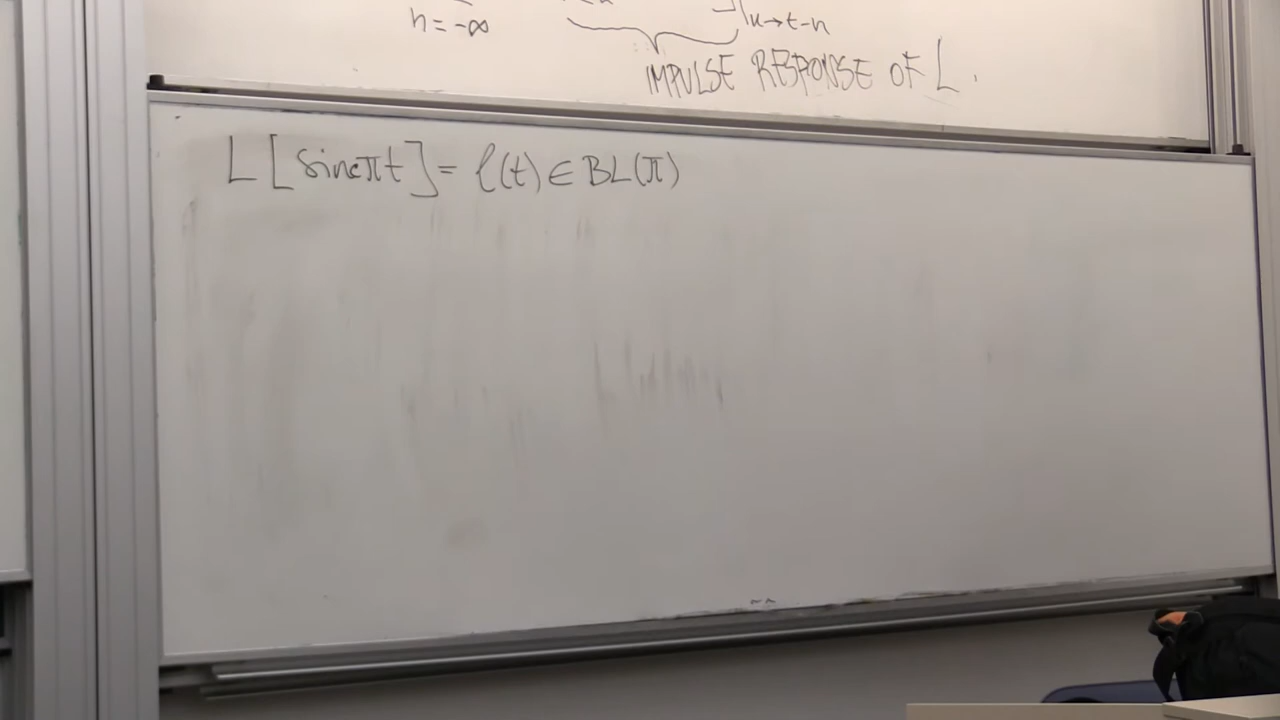 n = -∞
u→t-n
IMPULSE RESPONSE OF L.
L[sincπt] = l(t) ∈ BL(π)